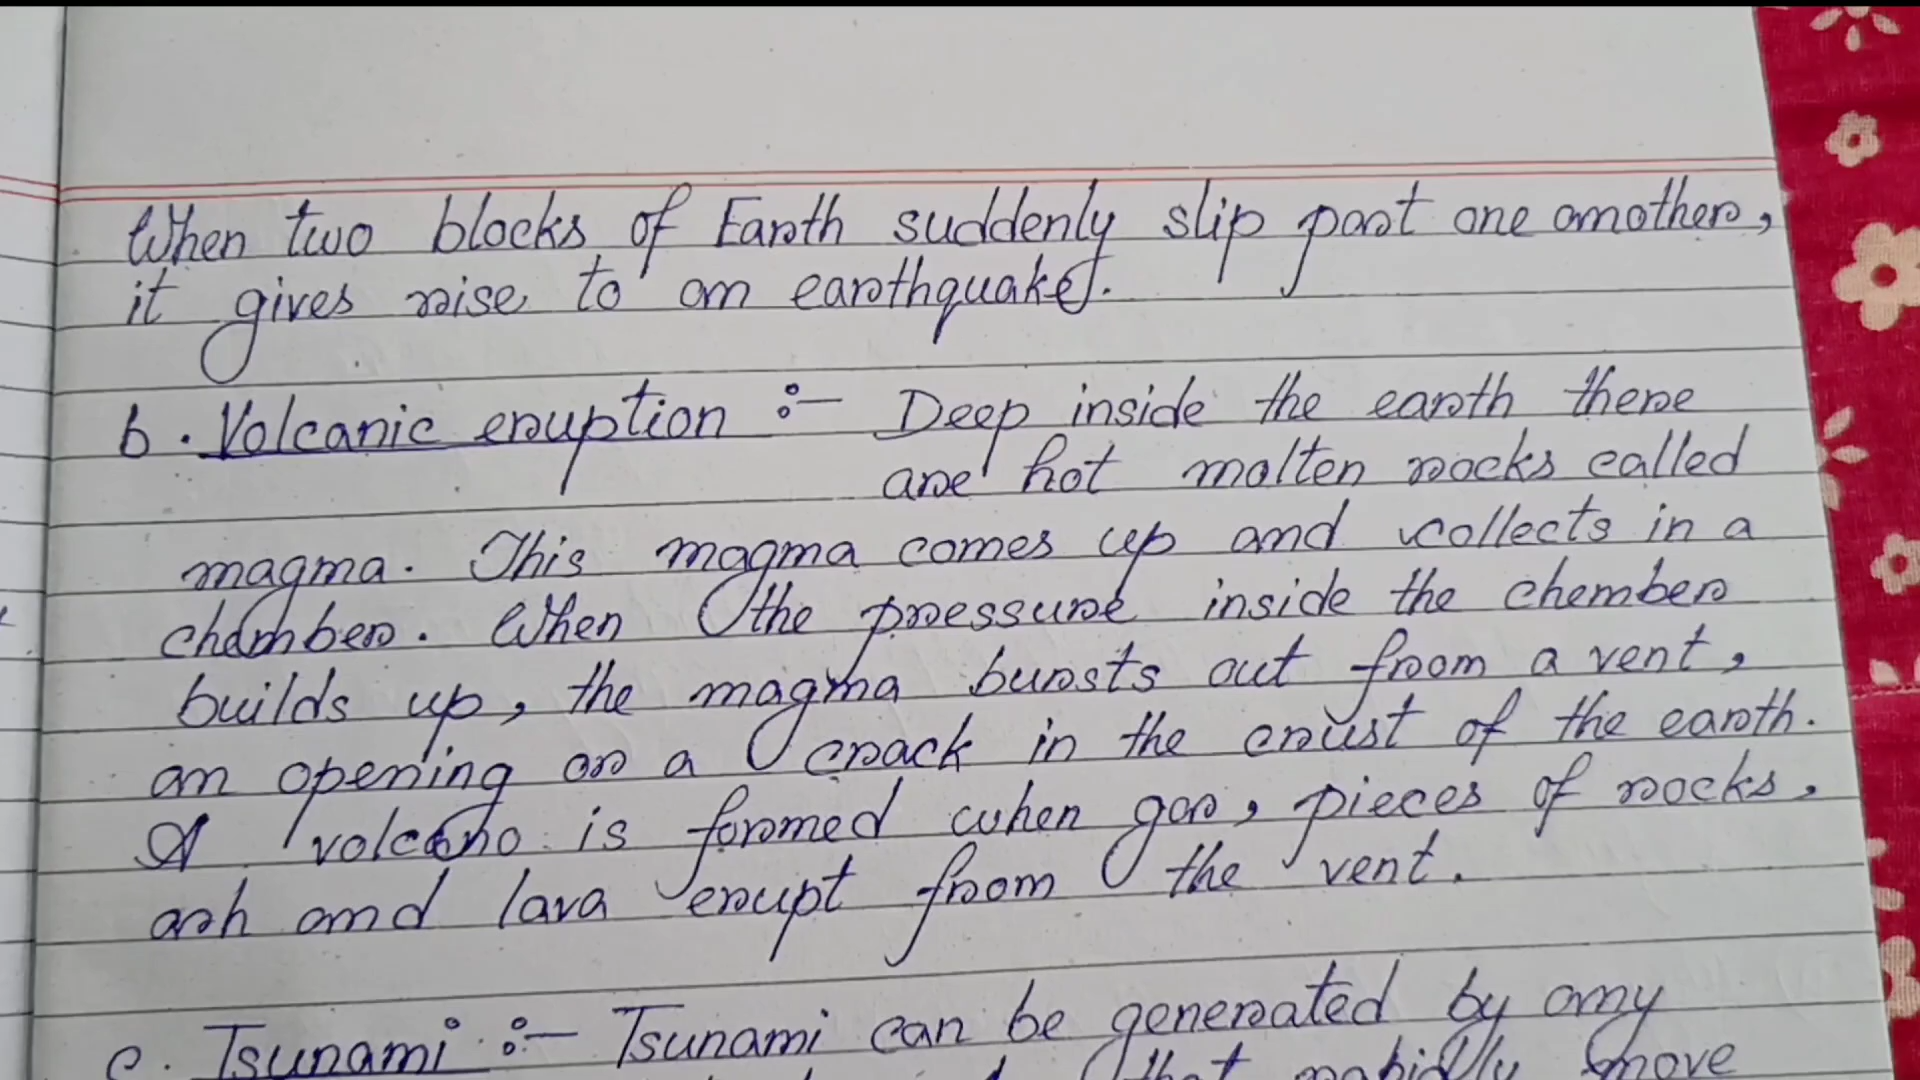 When two blocks of Earth suddenly slip past one another,
it gives rise to an earthquake.
b. Volcanic eruption :- Deep inside the earth there
are hot molten rocks called
magma. This magma comes up and collects in a
chamber. When the pressure inside the chember
builds up, the magma bursts out from a vent,
an opening or a crack in the crust of the earth.
A volcano is formed when gas, pieces of rocks,
ash and lava erupt from the vent.
c. Tsunami :- Tsunami can be generated by any
that rapidly move